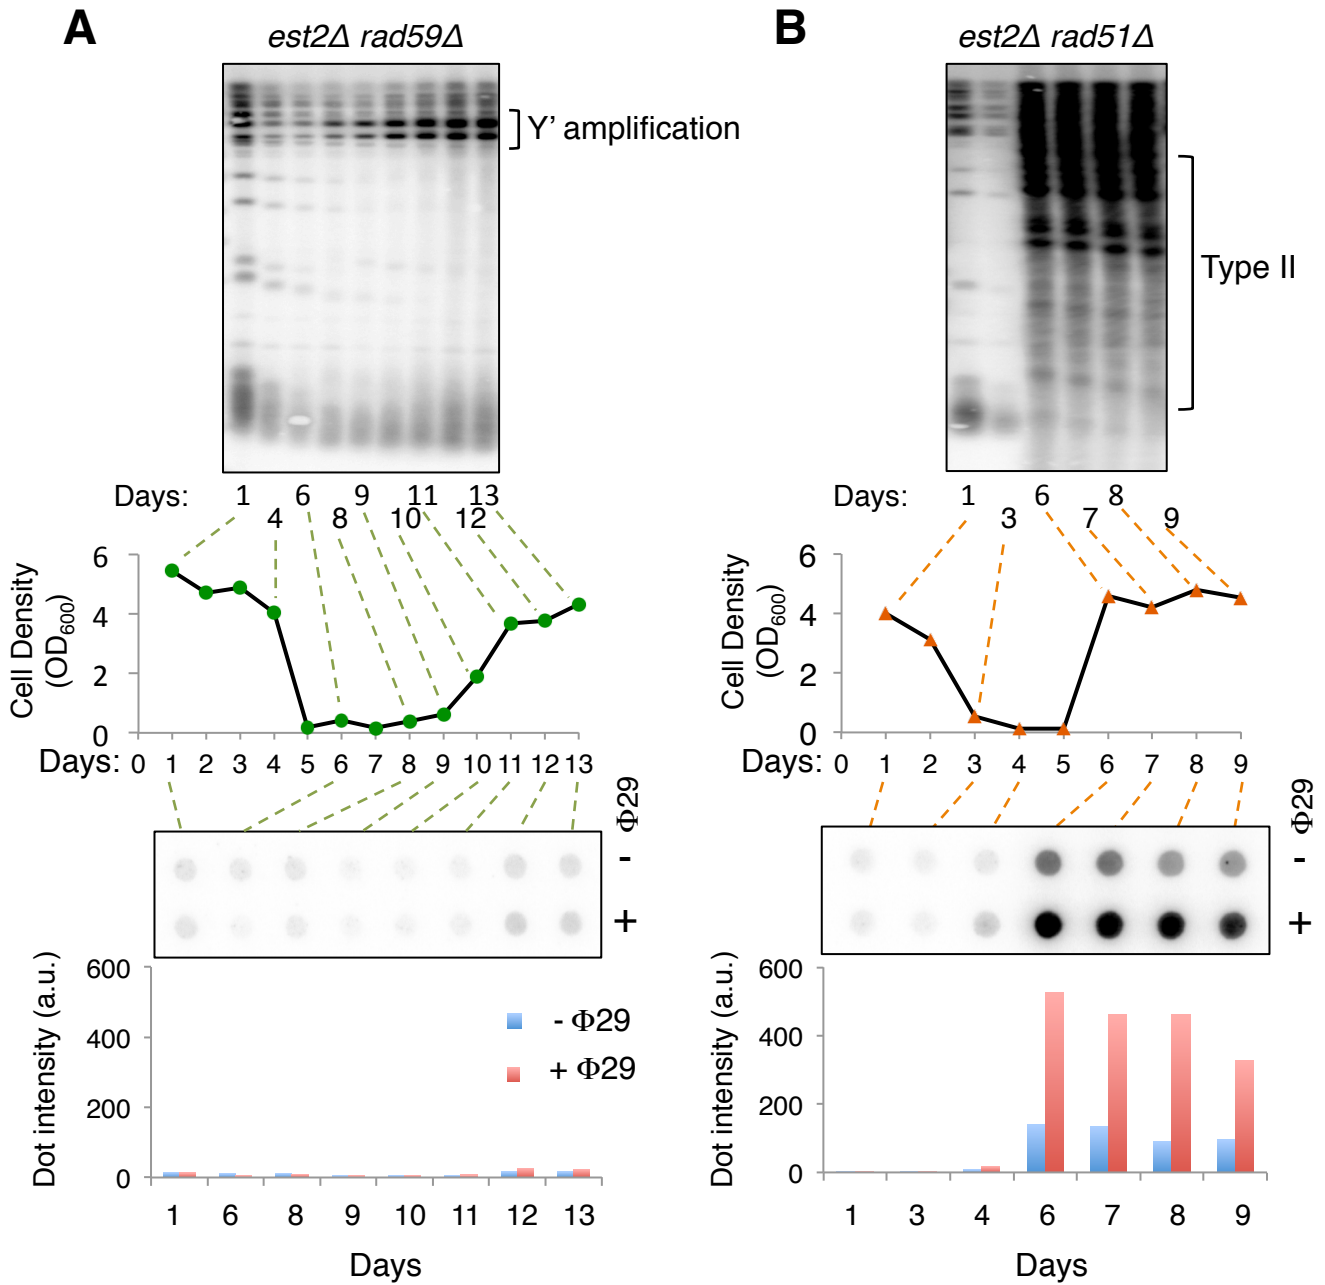 A
est2Δ rad59Δ
Y’ amplification
Days: 1 6 9 11 13
4 8 10 12
6
4
2
0
Cell Density
(OD600)
Days: 0 1 2 3 4 5 6 7 8 9 10 11 12 13
Φ29
-
+
600
400
200
0
Dot intensity (a.u.)
- Φ29
+ Φ29
1 6 8 9 10 11 12 13
Days
B
est2Δ rad51Δ
Type II
Days: 1 6 8
3 7 9
6
4
2
0
Cell Density
(OD600)
Days: 0 1 2 3 4 5 6 7 8 9
Φ29
-
+
600
400
200
0
Dot intensity (a.u.)
1 3 4 6 7 8 9
Days